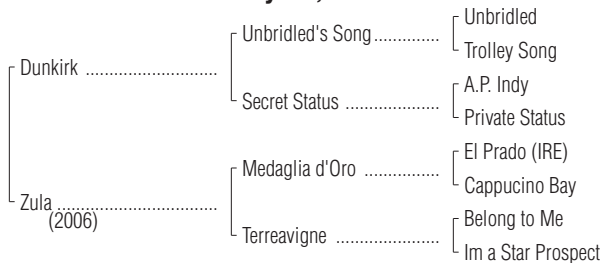 Unbridled
Unbridled's Song..............
Trolley Song
Dunkirk ............................
A.P. Indy
Secret Status ....................
Private Status
El Prado (IRE)
Medaglia d'Oro ................
Cappucino Bay
Zula ..................................
(2006)
Belong to Me
Terreavigne ......................
Im a Star Prospect